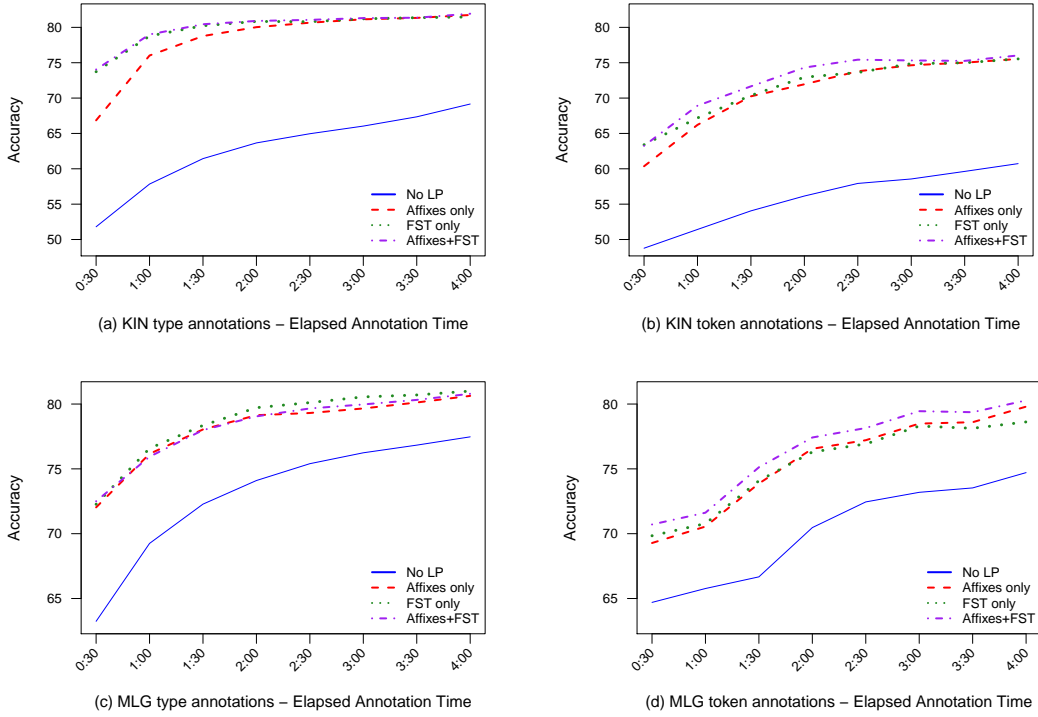 80
75
70
65
60
55
50
Accuracy
No LP
Affixes only
FST only
Affixes+FST
0:30
1:00
1:30
2:00
2:30
3:00
3:30
4:00
(a) KIN type annotations − Elapsed Annotation Time
80
75
70
65
60
55
50
Accuracy
No LP
Affixes only
FST only
Affixes+FST
0:30
1:00
1:30
2:00
2:30
3:00
3:30
4:00
(b) KIN token annotations − Elapsed Annotation Time
80
75
70
65
Accuracy
No LP
Affixes only
FST only
Affixes+FST
0:30
1:00
1:30
2:00
2:30
3:00
3:30
4:00
(c) MLG type annotations − Elapsed Annotation Time
80
75
70
65
Accuracy
No LP
Affixes only
FST only
Affixes+FST
0:30
1:00
1:30
2:00
2:30
3:00
3:30
4:00
(d) MLG token annotations − Elapsed Annotation Time